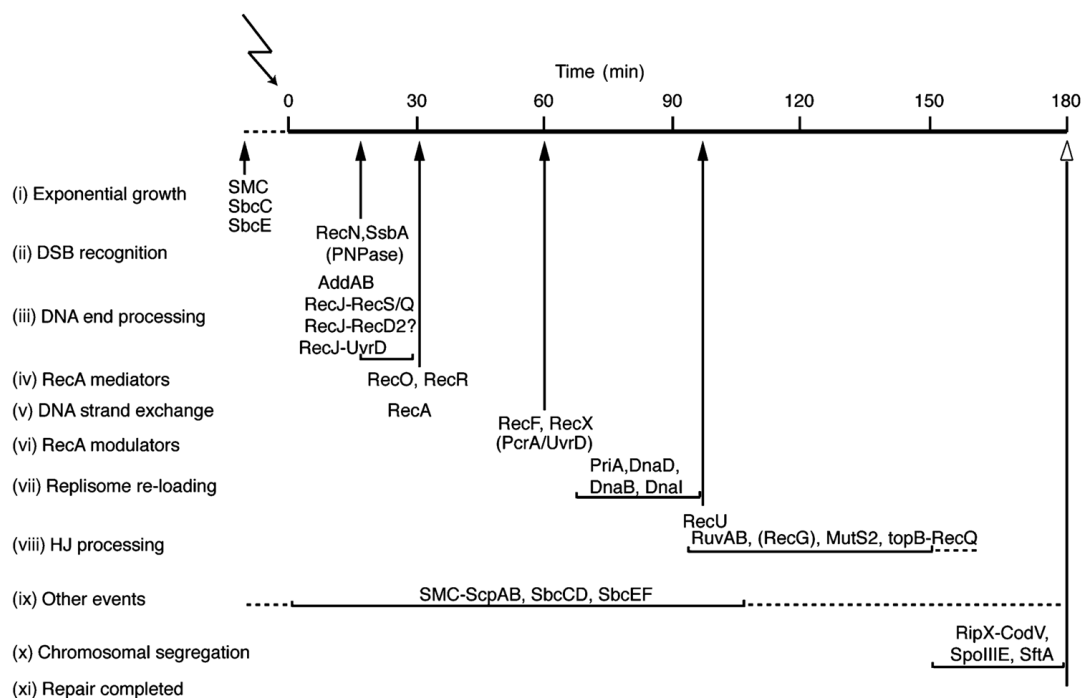 Time (min)
0 30 60 90 120 150 180
(i) Exponential growth
SMC
SbcC
SbcE
(ii) DSB recognition
RecN,SsbA
(PNPase)
(iii) DNA end processing
AddAB
RecJ-RecS/Q
RecJ-RecD2?
RecJ-UvrD
(iv) RecA mediators
RecO, RecR
(v) DNA strand exchange
RecA
(vi) RecA modulators
RecF, RecX
(PcrA/UvrD)
(vii) Replisome re-loading
PriA,DnaD,
DnaB, DnaI
(viii) HJ processing
RecU
RuvAB, (RecG), MutS2, topB-RecQ
(ix) Other events
SMC-ScpAB, SbcCD, SbcEF
(x) Chromosomal segregation
RipX-CodV,
SpoIIIE, SftA
(xi) Repair completed